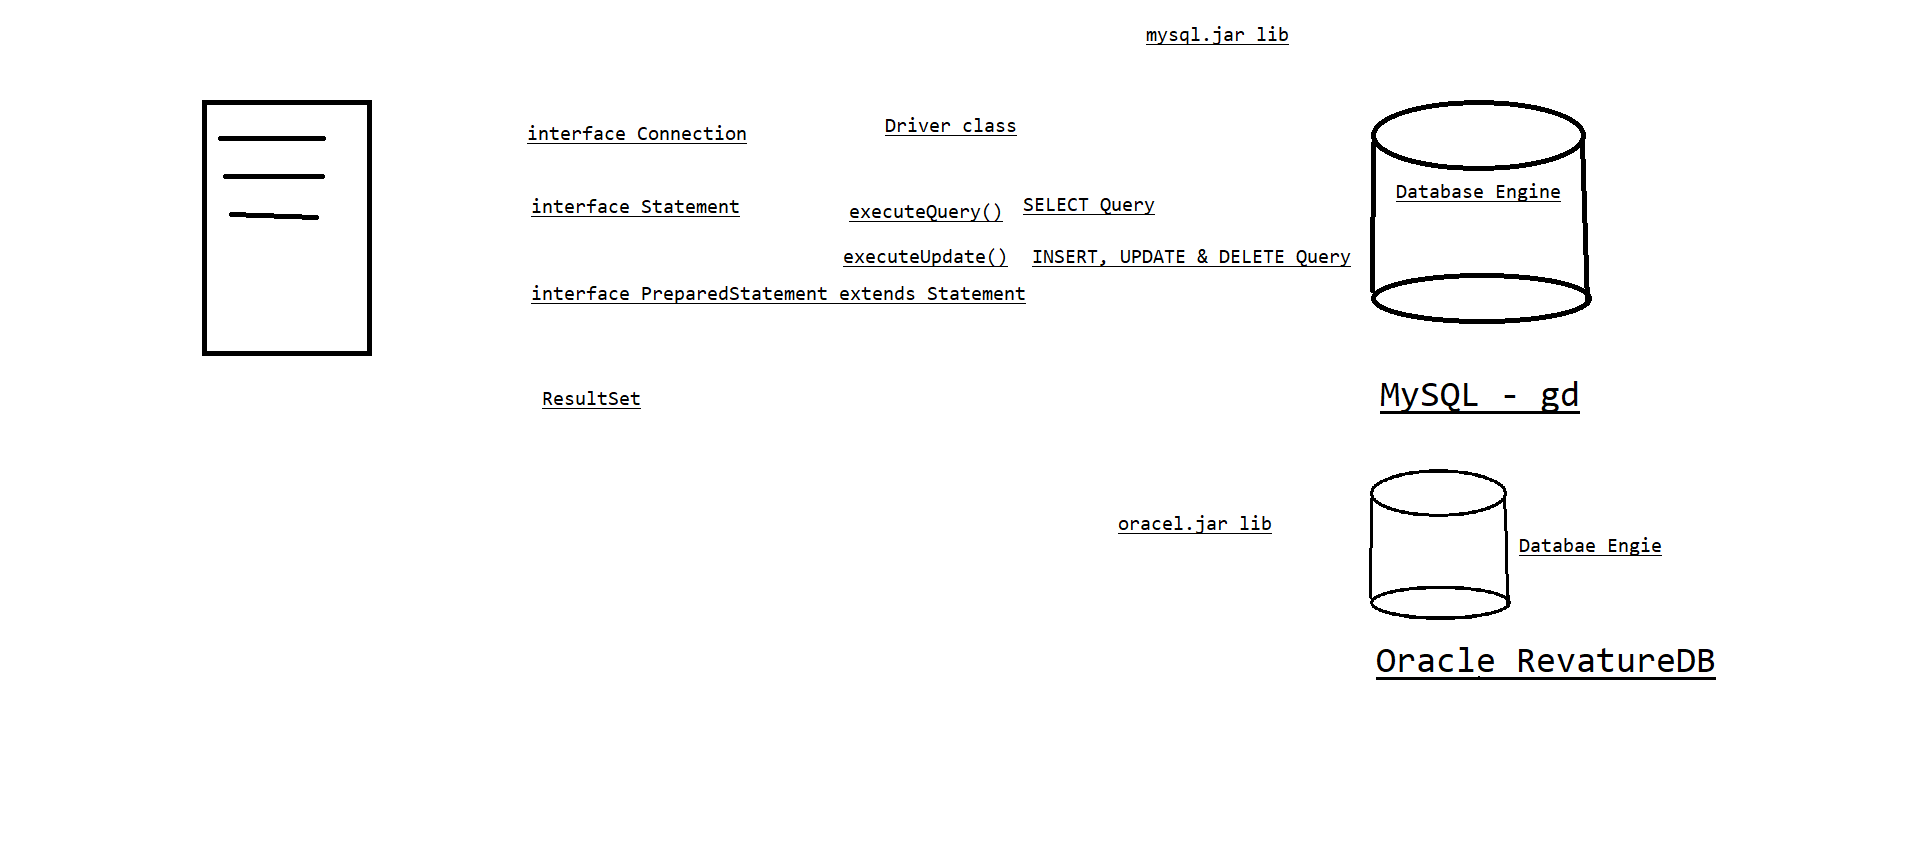 mysql.jar lib
interface Connection
Driver class
interface Statement
executeQuery()
SELECT Query
Database Engine
executeUpdate()
INSERT, UPDATE & DELETE Query
interface PreparedStatement extends Statement
ResultSet
MySQL - gd
oracel.jar lib
Databae Engie
Oracle RevatureDB